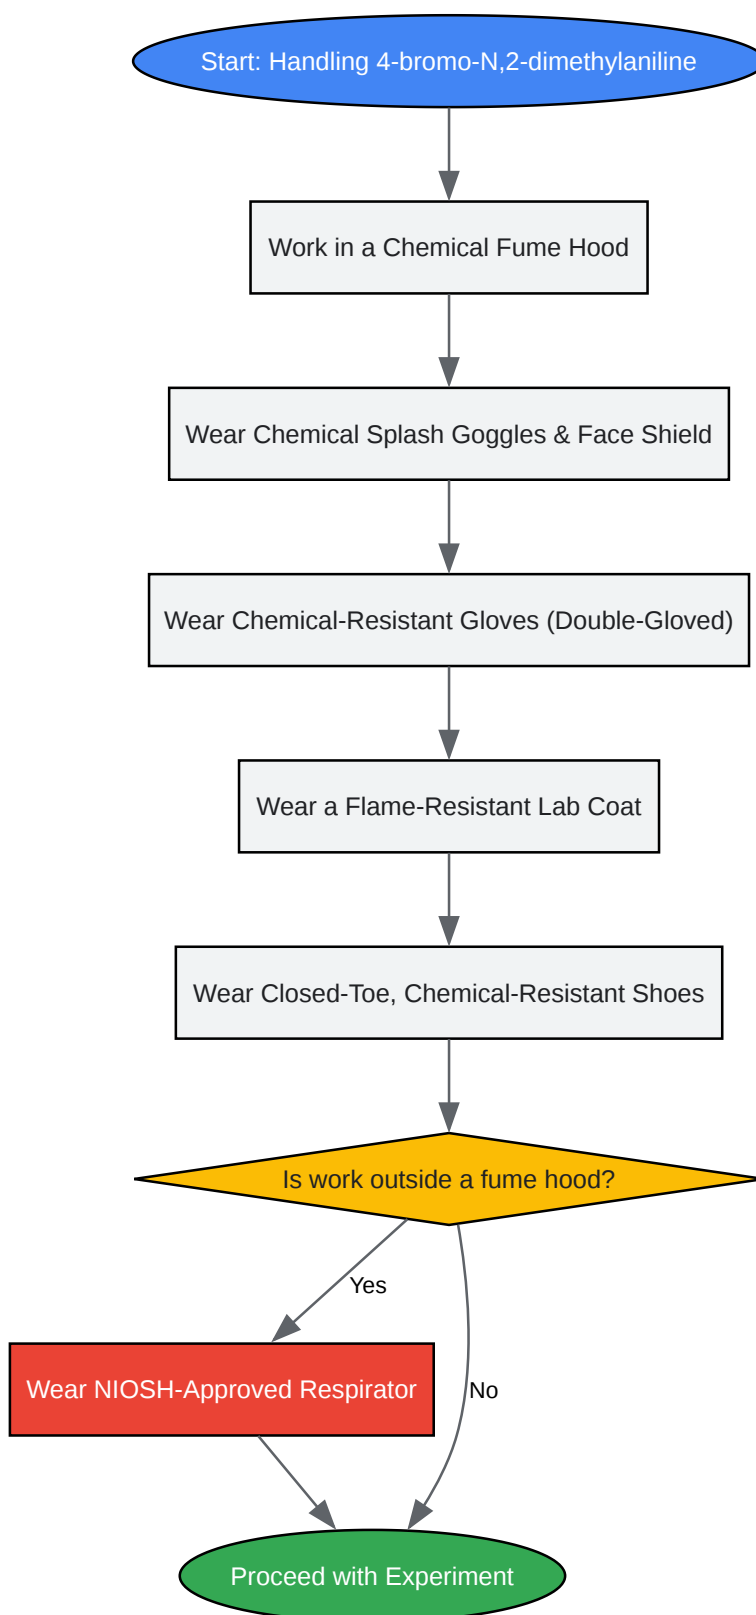 Start: Handling 4-bromo-N,2-dimethylaniline
Work in a Chemical Fume Hood
Wear Chemical Splash Goggles & Face Shield
Wear Chemical-Resistant Gloves (Double-Gloved)
Wear a Flame-Resistant Lab Coat
Wear Closed-Toe, Chemical-Resistant Shoes
Is work outside a fume hood?
Yes
Wear NIOSH-Approved Respirator
No
Proceed with Experiment